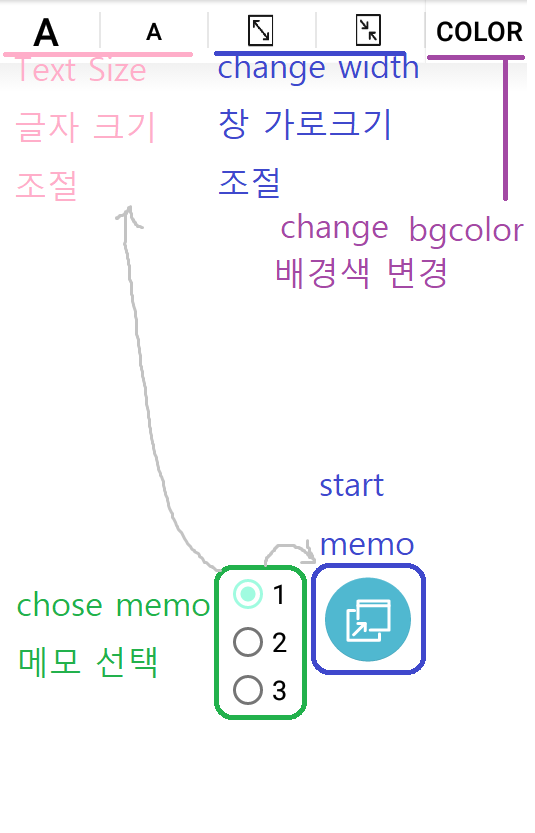 A A COLOR
Text Size
글자 크기
조절
change width
창 가로크기
조절
change bgcolor
배경색 변경
start
memo
chose memo
메모 선택
1
2
3